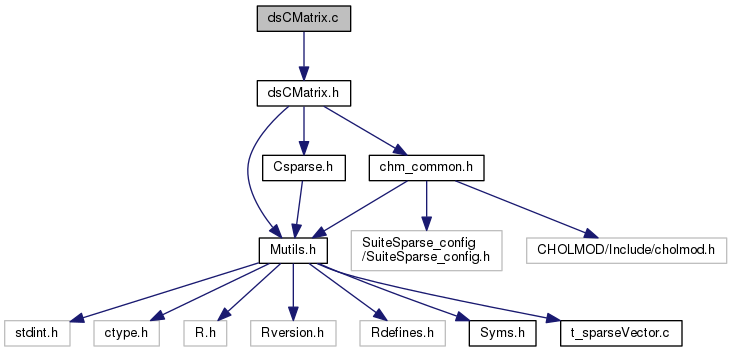 dsCMatrix.c
dsCMatrix.h
Csparse.h
chm_common.h
Mutils.h
SuiteSparse_config
/SuiteSparse_config.h
CHOLMOD/Include/cholmod.h
stdint.h
ctype.h
R.h
Rversion.h
Rdefines.h
Syms.h
t_sparseVector.c